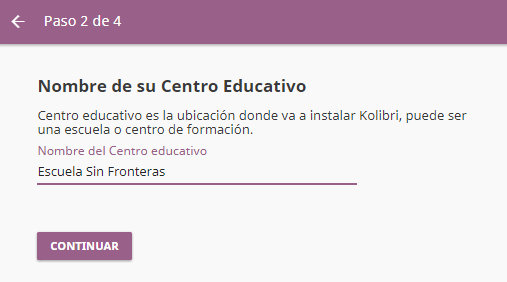 Paso 2 de 4
Nombre de su Centro Educativo
Centro educativo es la ubicación donde va a instalar Kolibri, puede ser
una escuela o centro de formación.
Nombre del Centro educativo
Escuela Sin Fronteras
CONTINUAR